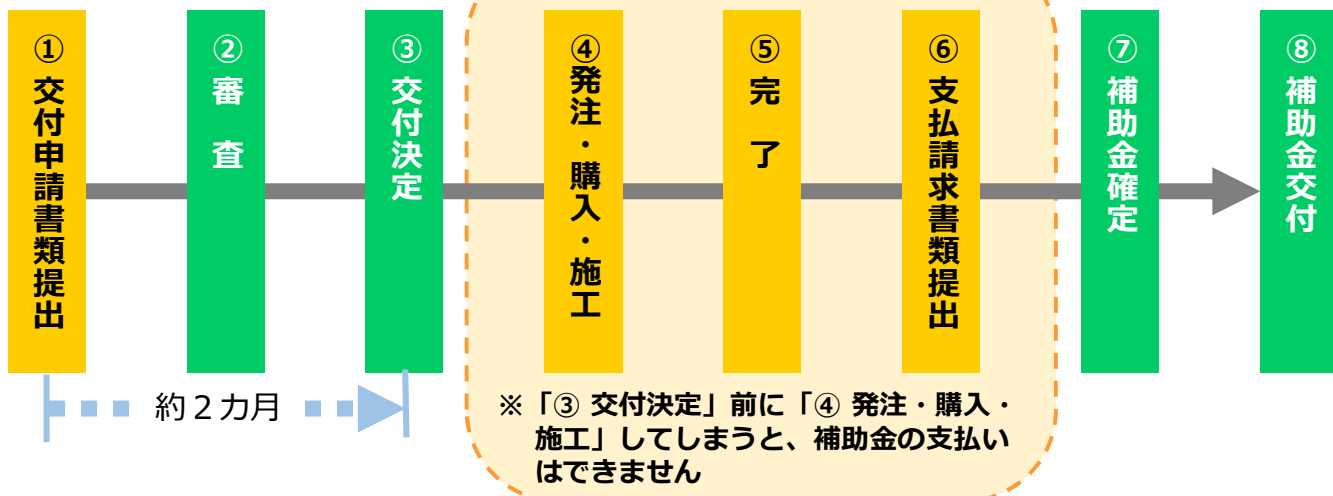 ① 交付申請書類提出
② 審　査
③ 交付決定
④ 発注・購入・施工
⑤ 完　了
⑥ 支払請求書類提出
⑦ 補助金確定
⑧ 補助金交付
約２カ月
※「③ 交付決定」前に「④ 発注・購入・
施工」してしまうと、補助金の支払い
はできません